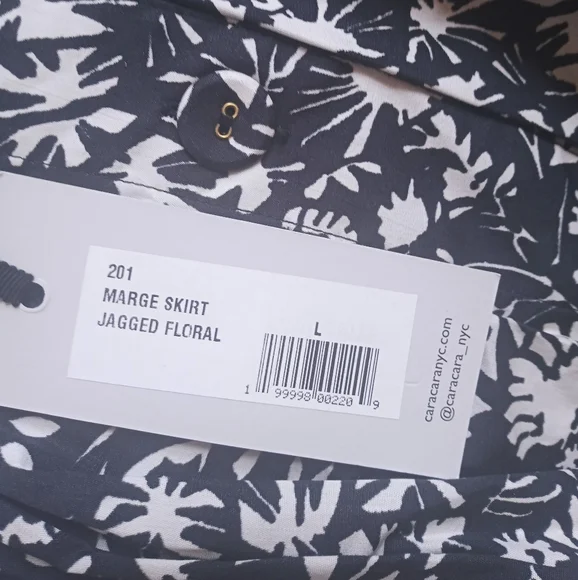 201
MARGE SKIRT
JAGGED FLORAL
L
1 99998 00220 9
caracaranyc.com
@caracara_nyc